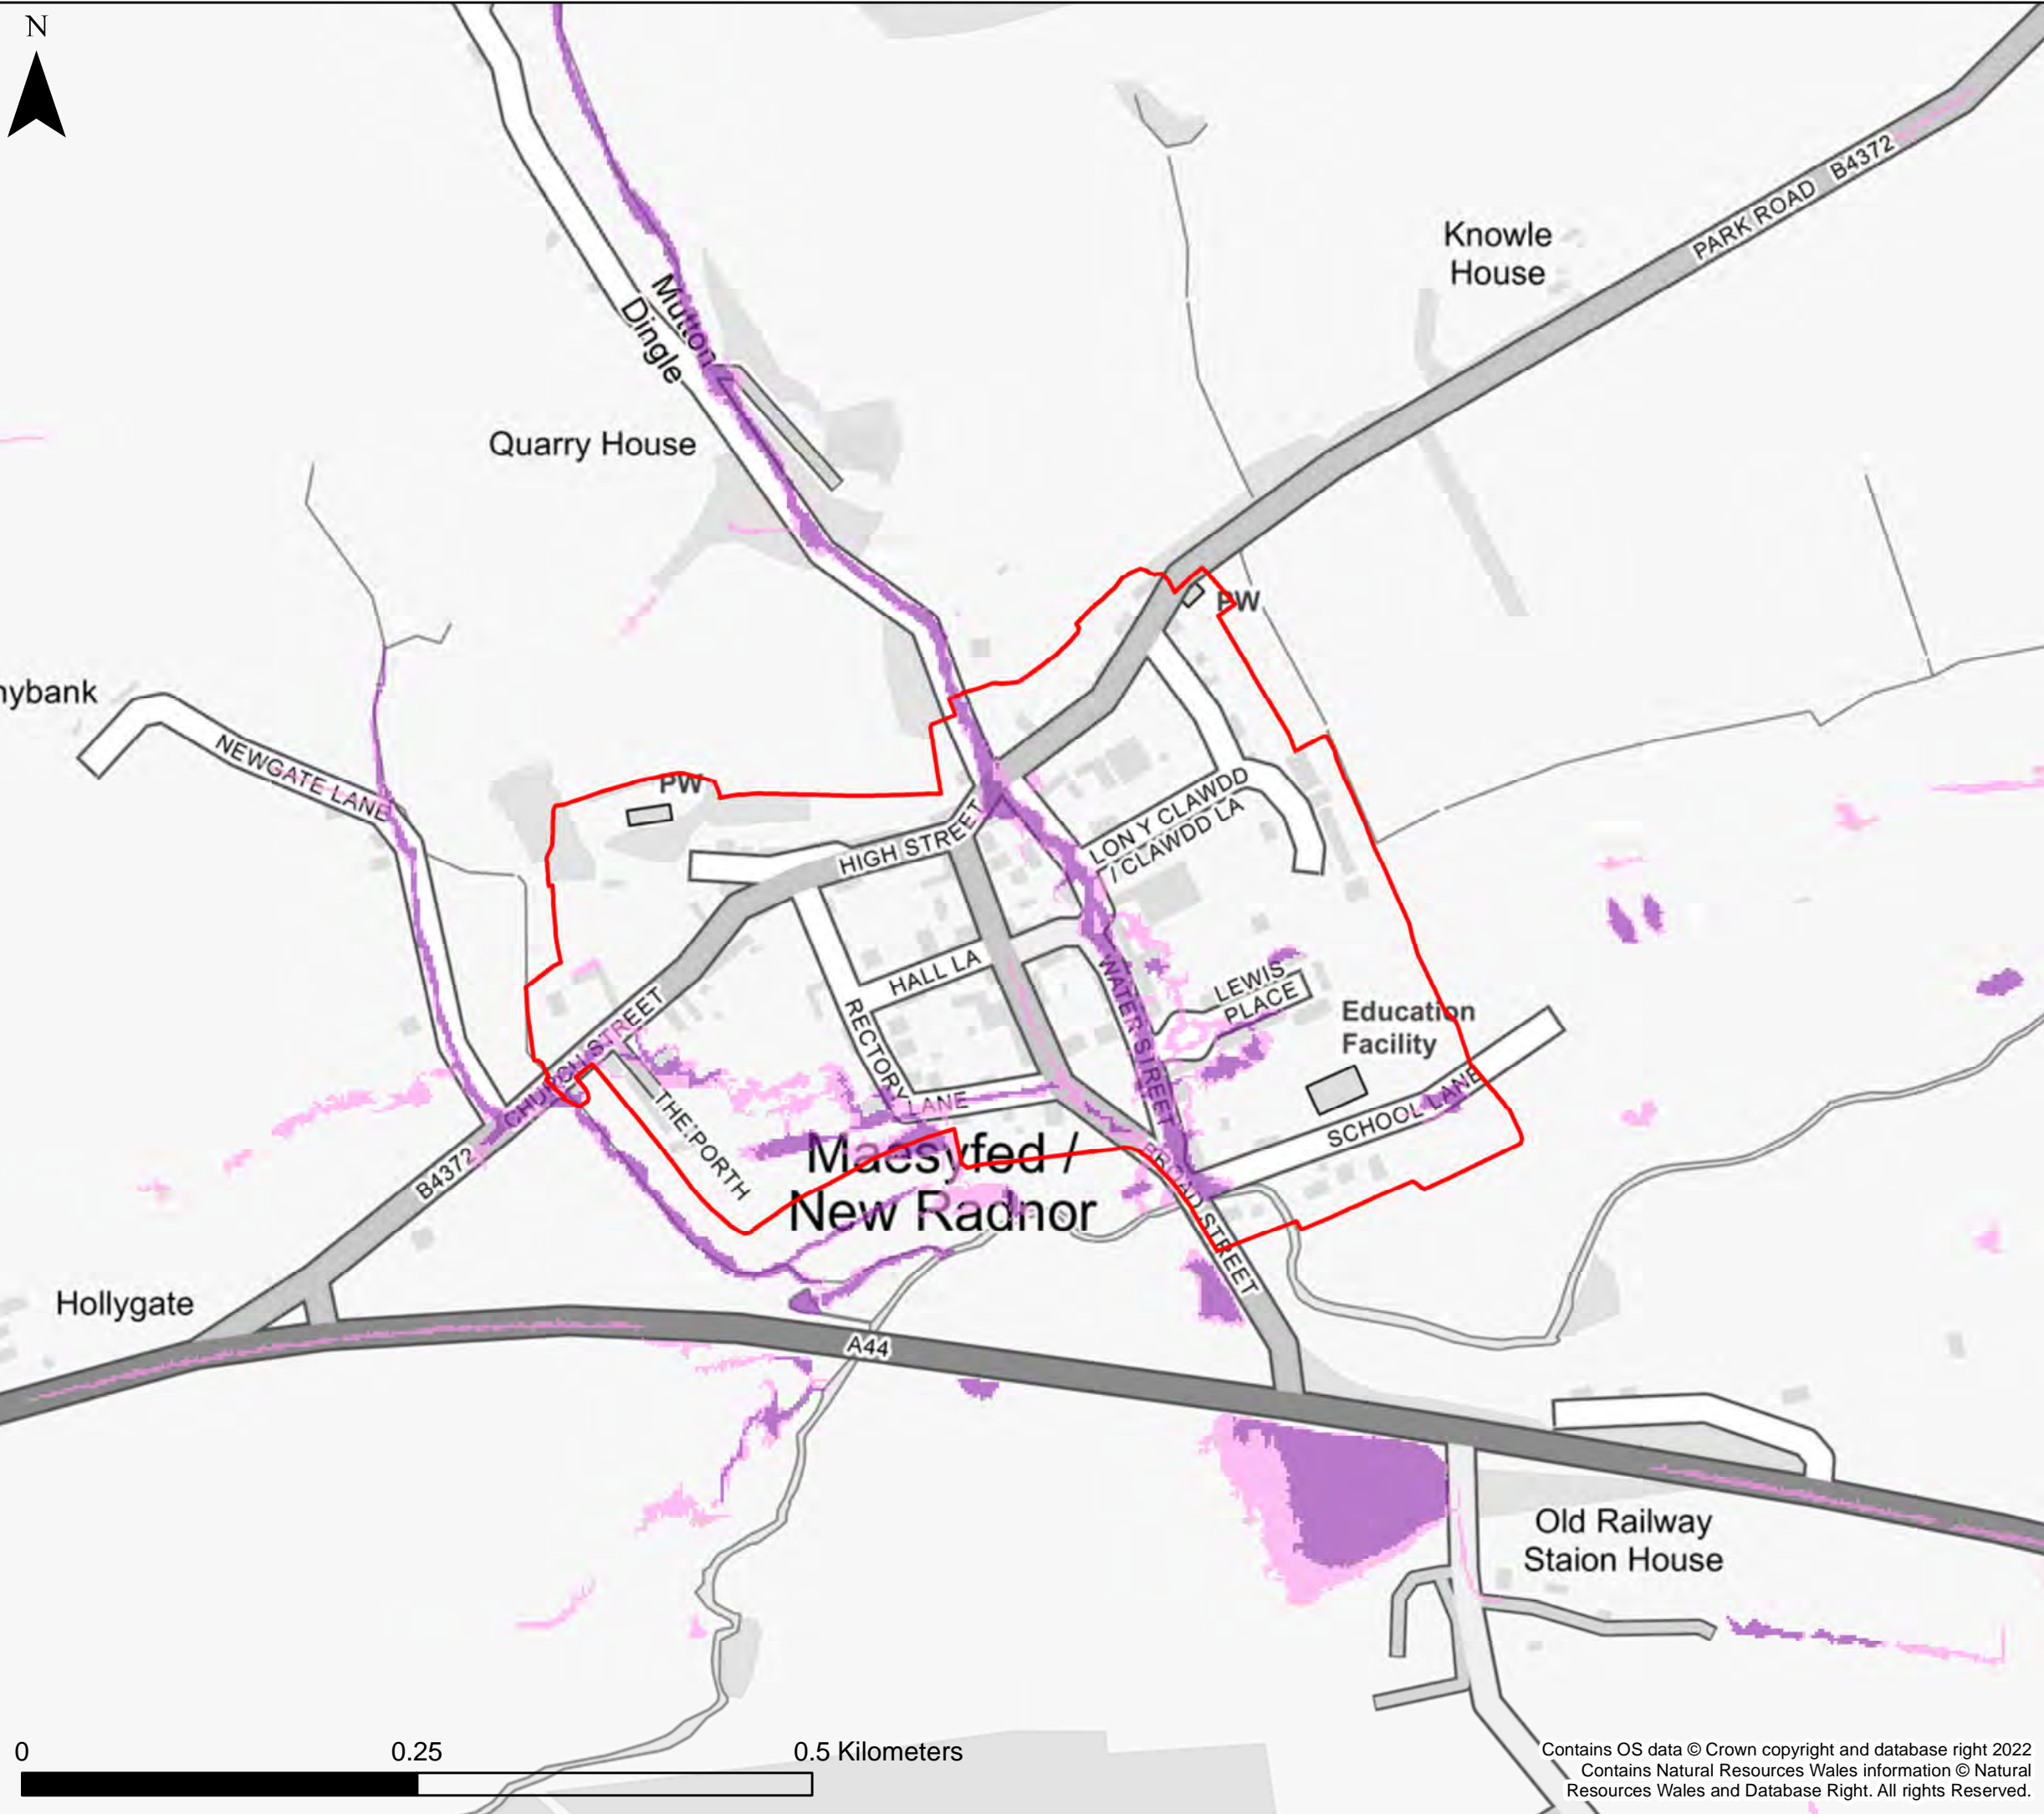 N
PARK ROAD B4372
Knowle
House
Mutton
Dingle
Quarry House
PW
nybank
NEWGATE LANE
PW
HIGH STREET
LON Y CLAWDD
/ CLAWDD LA
HALL LA
RECTORY LANE
WATER STREET
LEWIS
PLACE
Education
Facility
CHURCH STREET
THE PORTH
SCHOOL LANE
B4372
Maesyfed /
New Radnor
BROAD STREET
Hollygate
A44
Old Railway
Staion House
0 0.25 0.5 Kilometers
Contains OS data © Crown copyright and database right 2022
Contains Natural Resources Wales information © Natural
Resources Wales and Database Right. All rights Reserved.